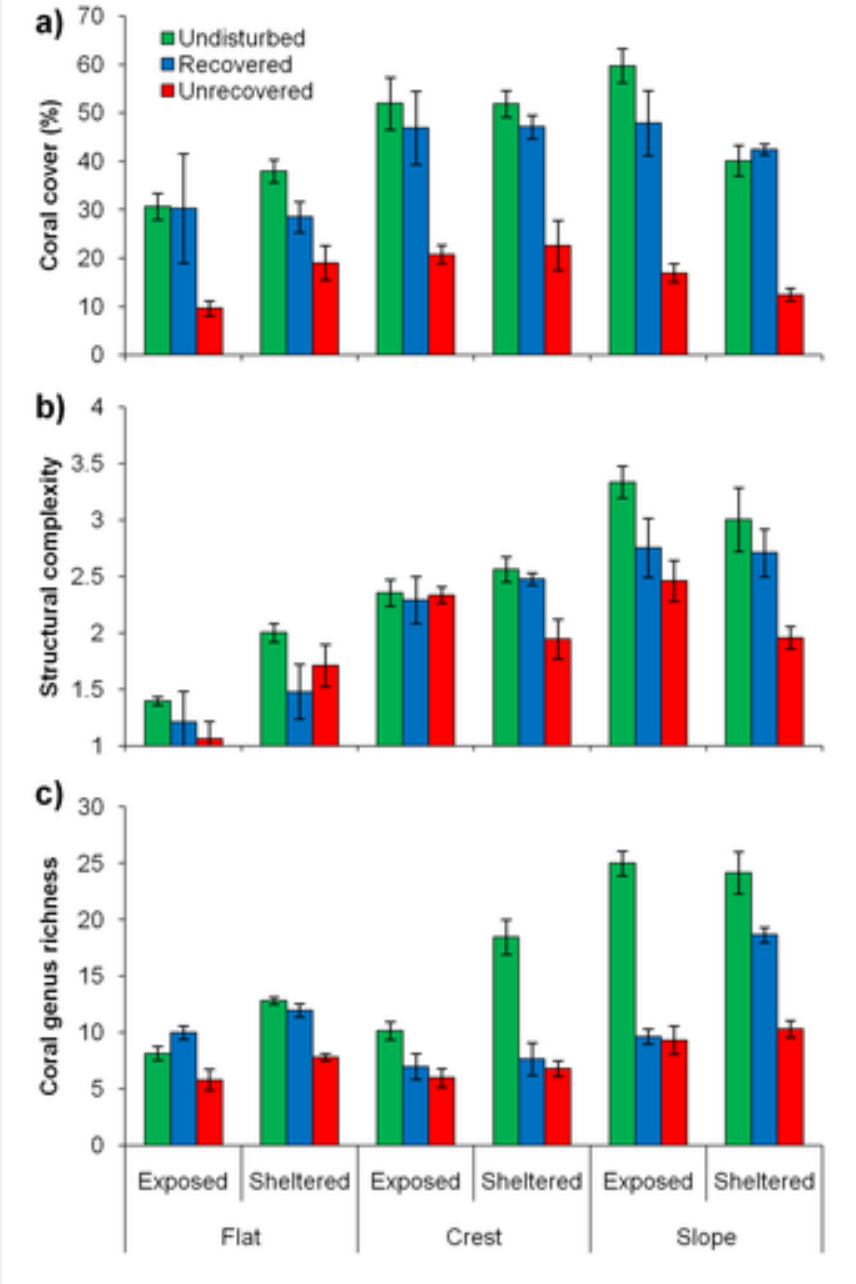 a)
70
60
50
40
30
20
10
0
Coral cover (%)
Undisturbed
Recovered
Unrecovered
b)
4
3.5
3
2.5
2
1.5
1
Structural complexity
c)
30
25
20
15
10
5
0
Coral genus richness
Exposed Sheltered Exposed Sheltered Exposed Sheltered
Flat Crest Slope